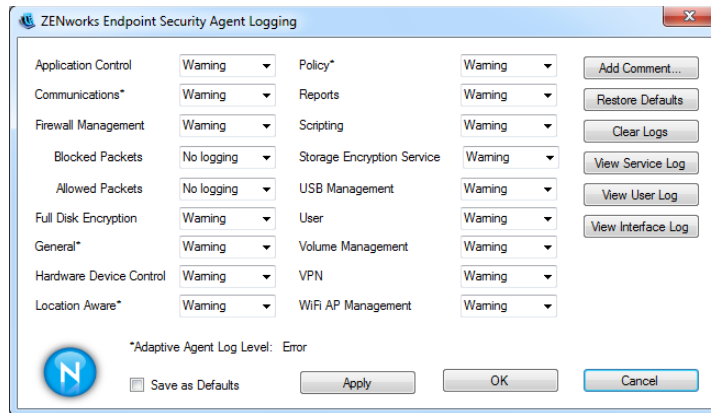 ZENworks Endpoint Security Agent Logging
Application Control Warning Policy* Warning Add Comment...
Communications* Warning Reports Warning Restore Defaults
Firewall Management Warning Scripting Warning Clear Logs
Blocked Packets No logging Storage Encryption Service Warning View Service Log
Allowed Packets No logging USB Management Warning View User Log
Full Disk Encryption Warning User Warning View Interface Log
General* Warning Volume Management Warning
Hardware Device Control Warning VPN Warning
Location Aware* Warning WiFi AP Management Warning
*Adaptive Agent Log Level: Error
N
Save as Defaults Apply OK Cancel